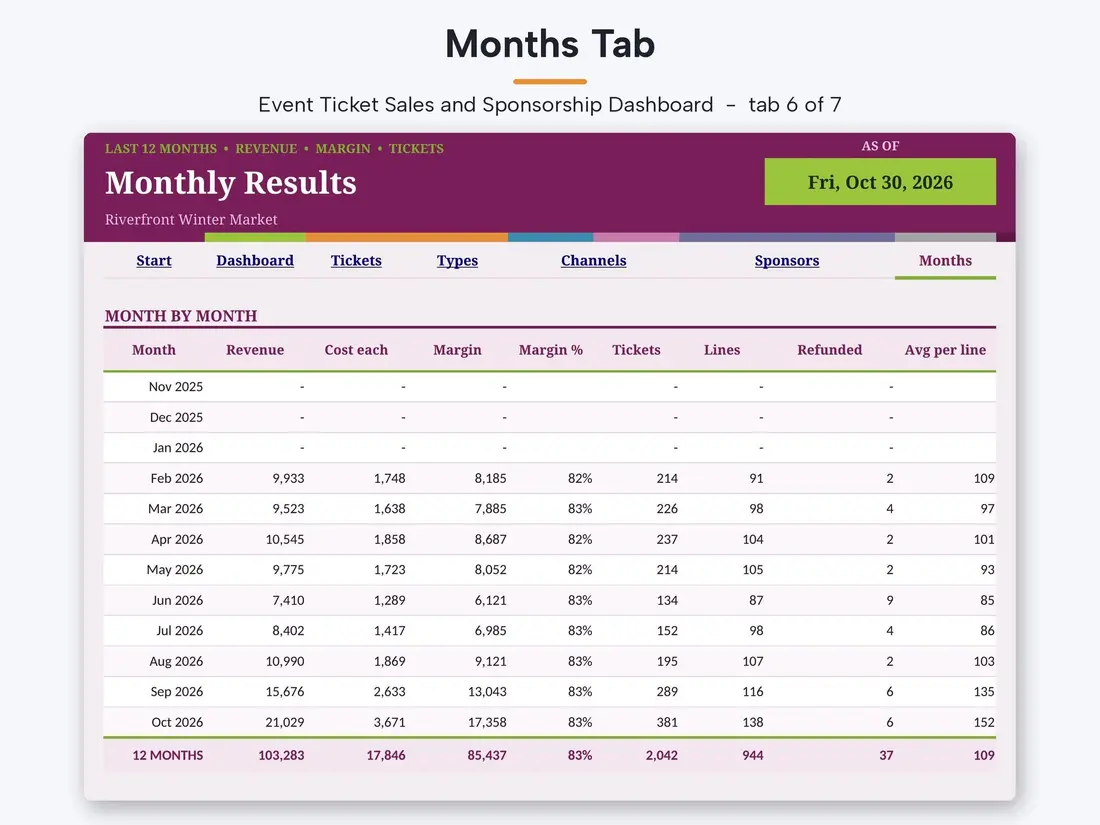 Months Tab
Event Ticket Sales and Sponsorship Dashboard - tab 6 of 7
LAST 12 MONTHS • REVENUE • MARGIN • TICKETS
AS OF
Monthly Results
Fri, Oct 30, 2026
Riverfront Winter Market
Start Dashboard Tickets Types Channels Sponsors Months
MONTH BY MONTH
Month Revenue Cost each Margin Margin % Tickets Lines Refunded Avg per line
Nov 2025 - - - - - -
Dec 2025 - - - - - -
Jan 2026 - - - - - -
Feb 2026 9,933 1,748 8,185 82% 214 91 2 109
Mar 2026 9,523 1,638 7,885 83% 226 98 4 97
Apr 2026 10,545 1,858 8,687 82% 237 104 2 101
May 2026 9,775 1,723 8,052 82% 214 105 2 93
Jun 2026 7,410 1,289 6,121 83% 134 87 9 85
Jul 2026 8,402 1,417 6,985 83% 152 98 4 86
Aug 2026 10,990 1,869 9,121 83% 195 107 2 103
Sep 2026 15,676 2,633 13,043 83% 289 116 6 135
Oct 2026 21,029 3,671 17,358 83% 381 138 6 152
12 MONTHS 103,283 17,846 85,437 83% 2,042 944 37 109